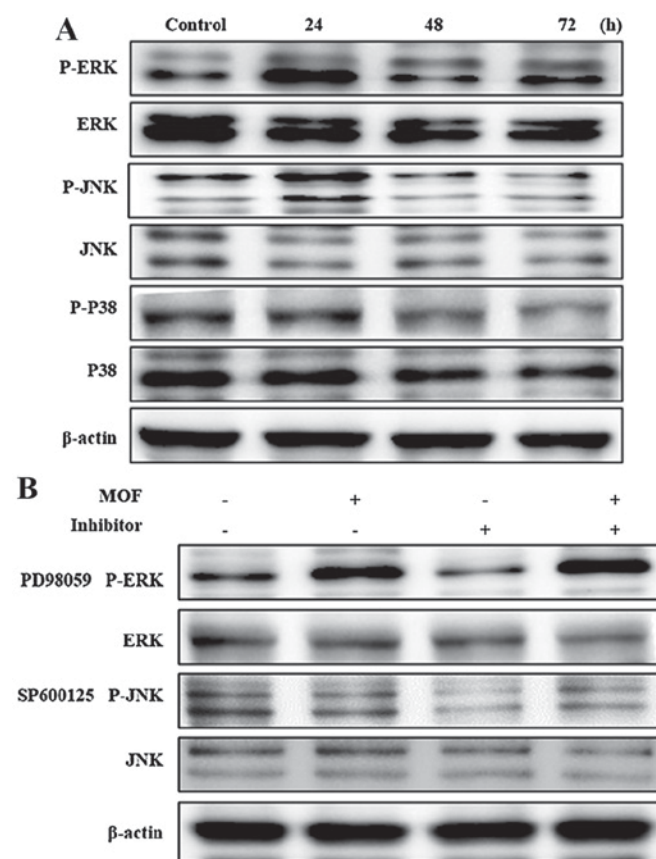 A
Control 24 48 72 (h)
P-ERK
ERK
P-JNK
JNK
P-P38
P38
β-actin
B
MOF - + - +
Inhibitor - - + +
PD98059 P-ERK
ERK
SP600125 P-JNK
JNK
β-actin